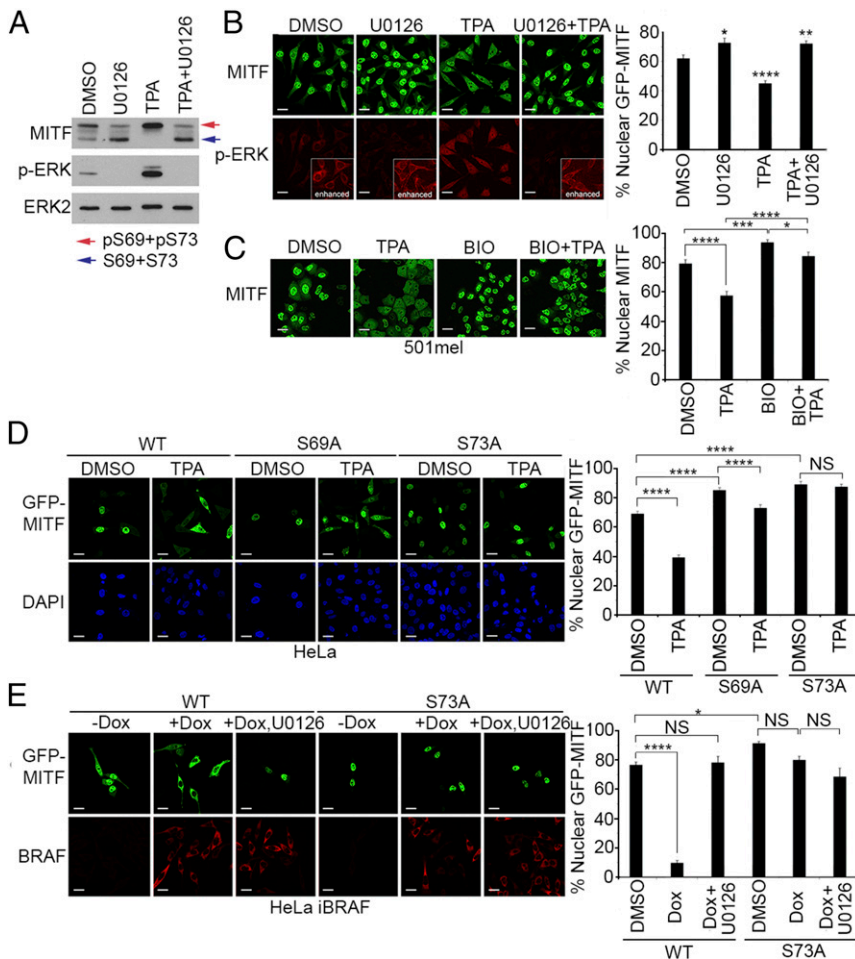 A
DMSO
U0126
TPA
TPA+U0126
MITF
p-ERK
ERK2
pS69+pS73
S69+S73
B
DMSO U0126 TPA U0126+TPA
MITF
p-ERK
enhanced
enhanced
enhanced
% Nuclear GFP-MITF
80
60
40
20
0
*
****
**
DMSO
U0126
TPA
TPA+
U0126
C
DMSO TPA BIO BIO+TPA
MITF
501mel
% Nuclear MITF
100
80
60
40
20
0
****
***
****
*
DMSO
TPA
BIO
BIO+
TPA
D
WT S69A S73A
DMSO TPA DMSO TPA DMSO TPA
GFP-
MITF
DAPI
HeLa
% Nuclear GFP-MITF
100
80
60
40
20
0
****
****
****
****
NS
DMSO
TPA
DMSO
TPA
DMSO
TPA
WT S69A S73A
E
WT S73A
-Dox +Dox +Dox,U0126 -Dox +Dox +Dox,U0126
GFP-
MITF
BRAF
HeLa iBRAF
% Nuclear GFP-MITF
100
80
60
40
20
0
*
NS
****
NS
NS
DMSO
Dox
Dox+
U0126
DMSO
Dox
Dox+
U0126
WT S73A